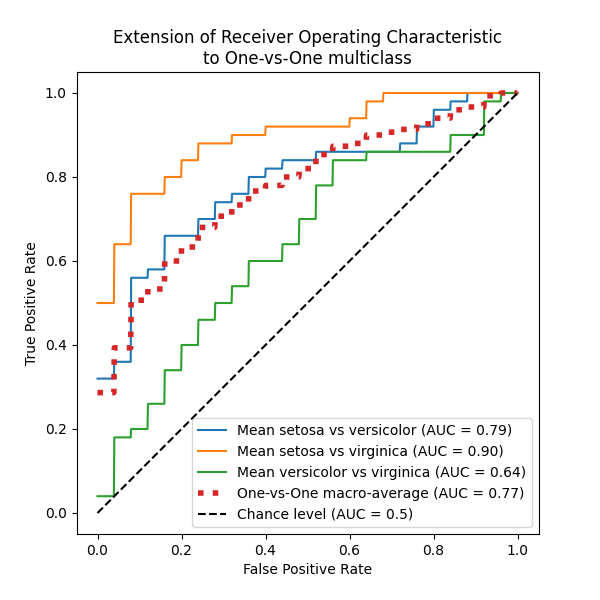 Extension of Receiver Operating Characteristic
to One-vs-One multiclass
True Positive Rate
1.0
0.8
0.6
0.4
0.2
0.0
Mean setosa vs versicolor (AUC = 0.79)
Mean setosa vs virginica (AUC = 0.90)
Mean versicolor vs virginica (AUC = 0.64)
One-vs-One macro-average (AUC = 0.77)
Chance level (AUC = 0.5)
0.0 0.2 0.4 0.6 0.8 1.0
False Positive Rate